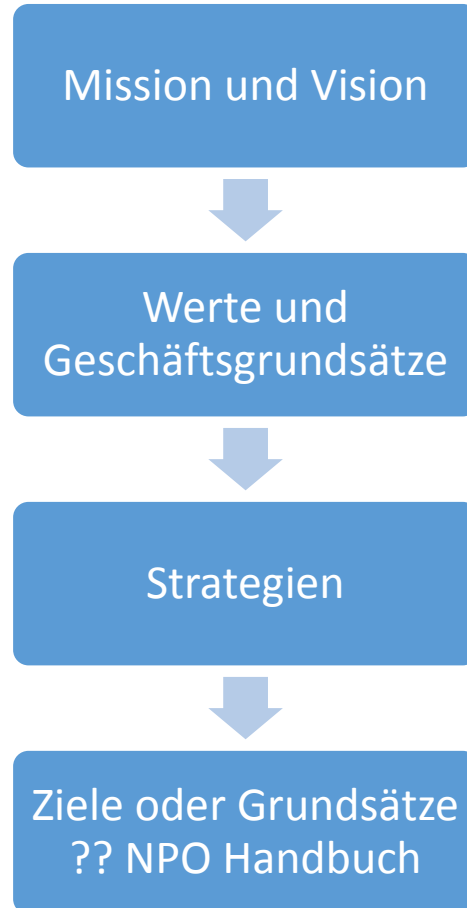 Mission und Vision
Werte und
Geschäftsgrundsätze
Strategien
Ziele oder Grundsätze
?? NPO Handbuch